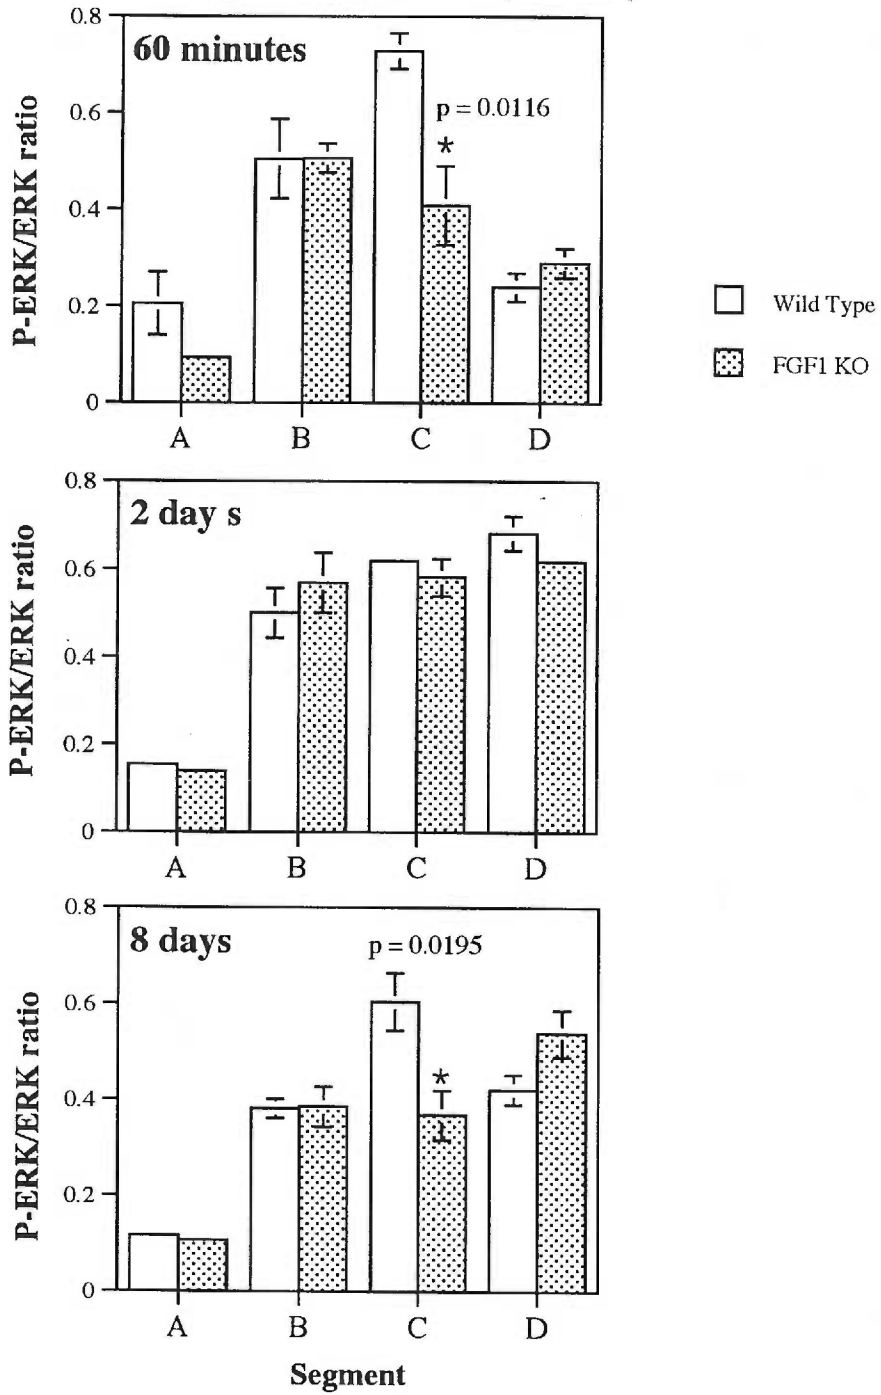 60 minutes
P-ERK/ERK ratio
0.8
0.6
0.4
0.2
0
p = 0.0116
*
A B C D
Wild Type
FGF1 KO
2 day s
P-ERK/ERK ratio
0.8
0.6
0.4
0.2
0
A B C D
8 days
P-ERK/ERK ratio
0.8
0.6
0.4
0.2
0
p = 0.0195
*
A B C D
Segment